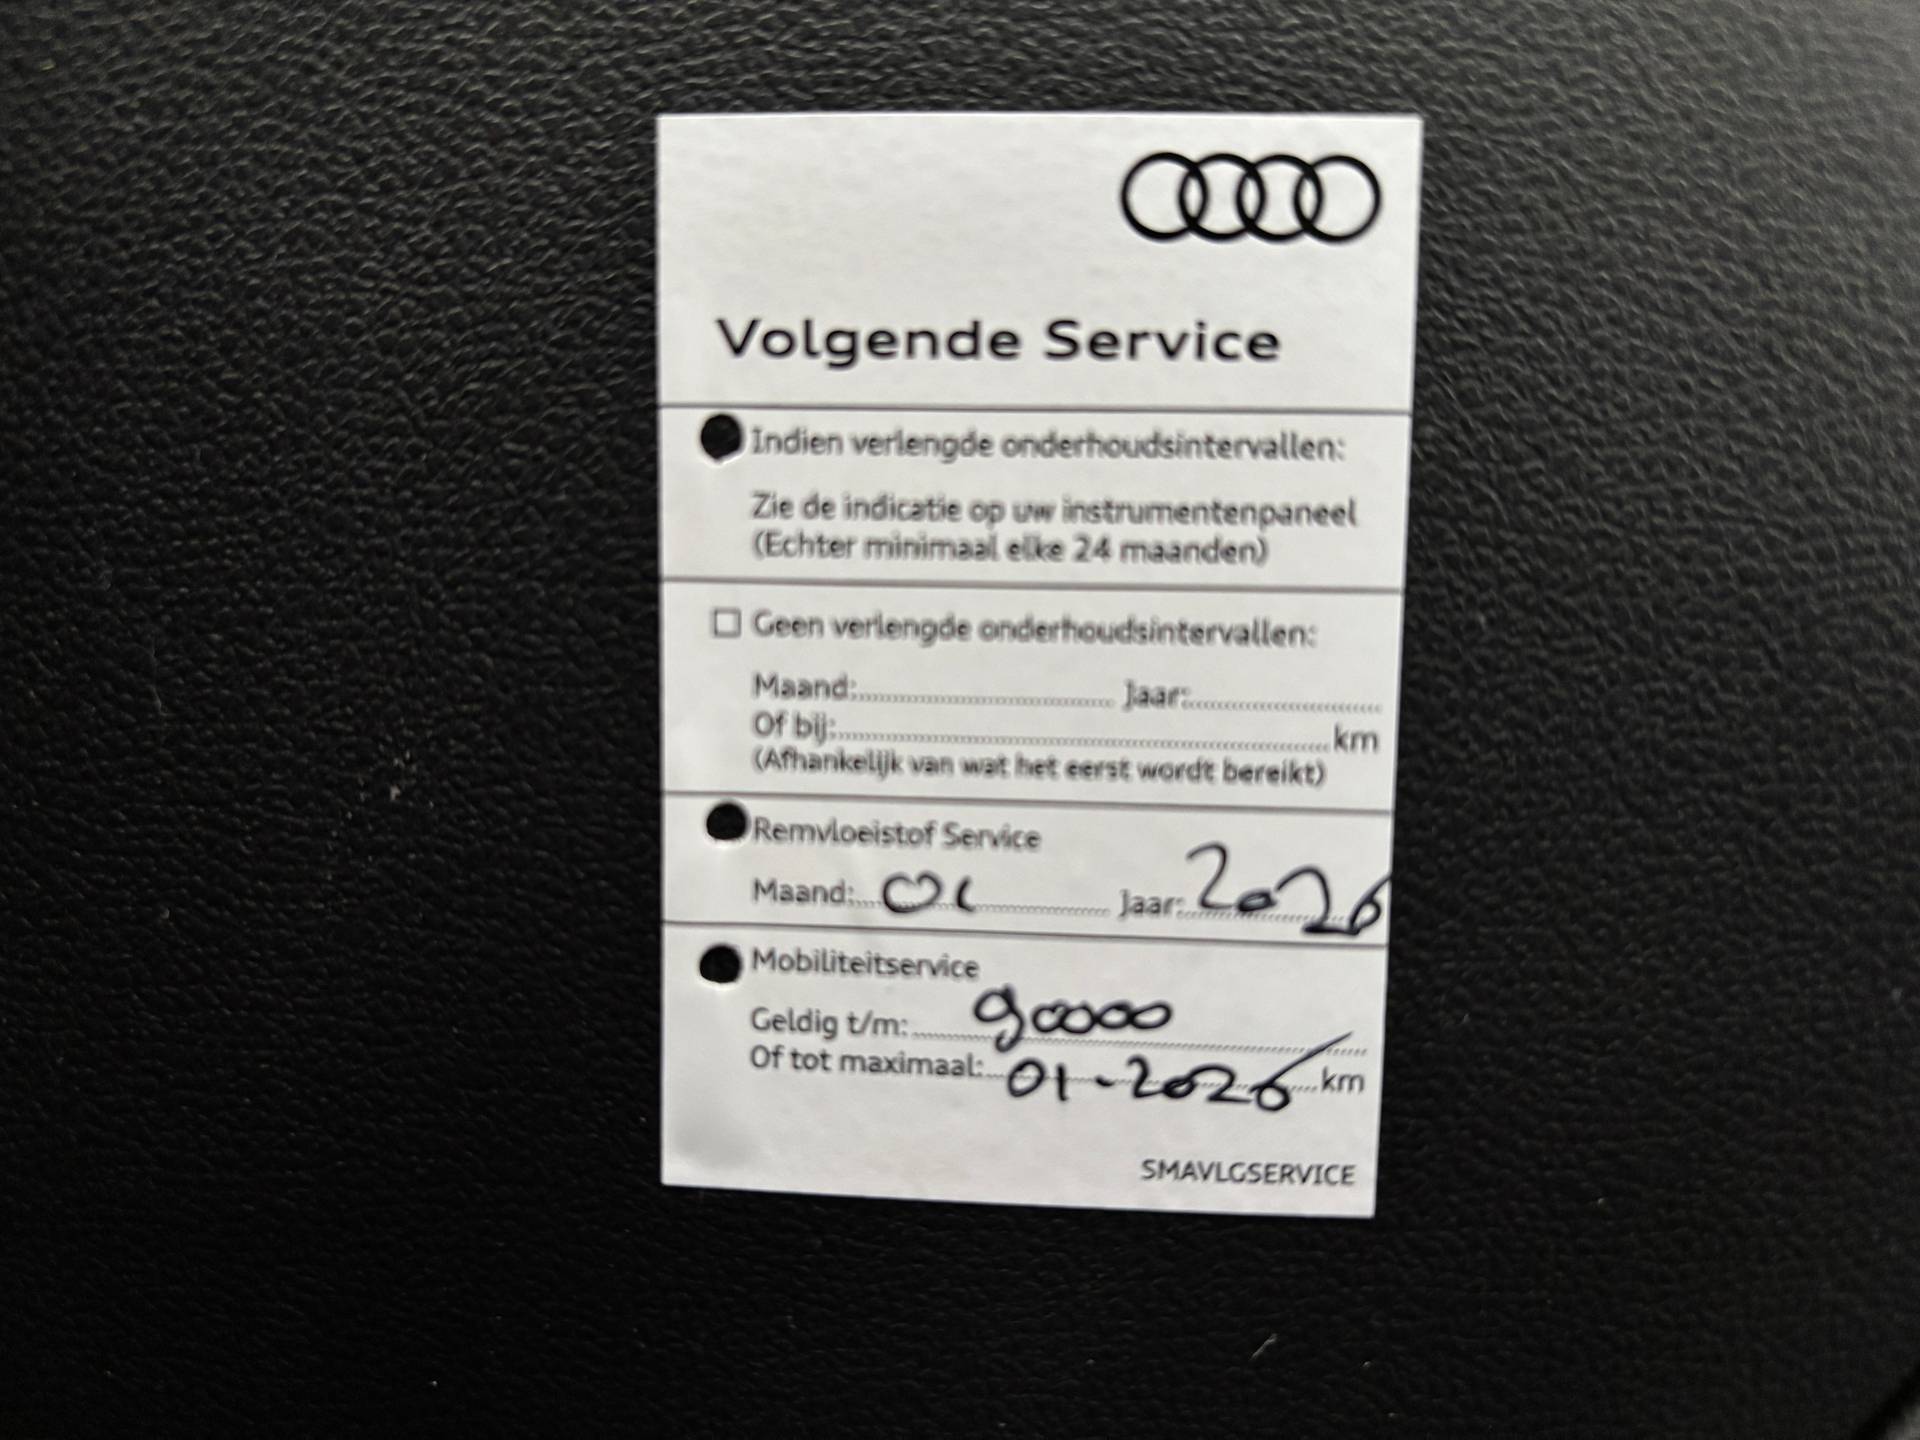 Volgende Service
Indien verlengde onderhoudsintervallen:
Zie de indicatie op uw instrumentenpaneel
(Echter minimaal elke 24 maanden)
Geen verlengde onderhoudsintervallen:
Maand: Jaar:
Of bij: km
(Afhankelijk van wat het eerst wordt bereikt)
Remvloeistof Service
Maand: 01 Jaar: 2026
Mobiliteitservice
Geldig t/m: 90000
Of tot maximaal: 01-2026 km
SMAVLGSERVICE